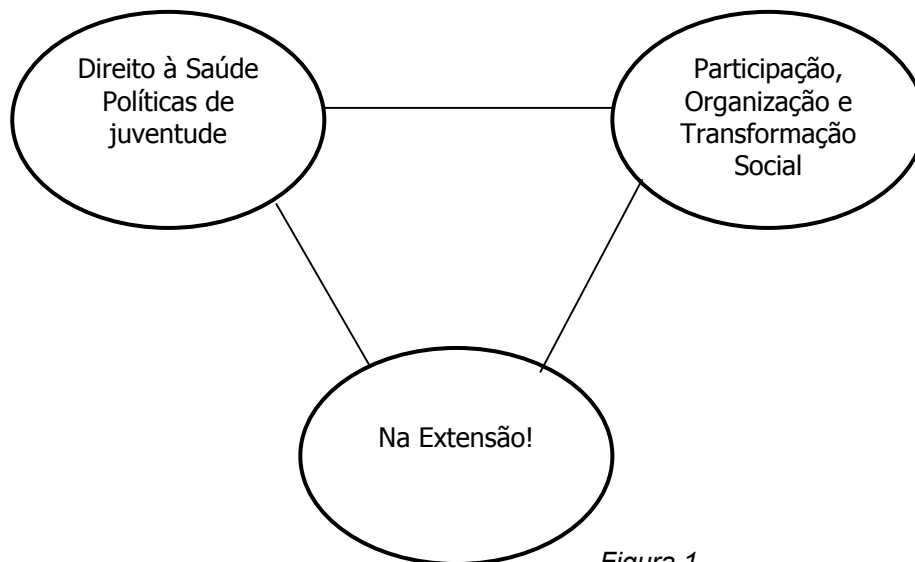 Direito à Saúde
Políticas de
juventude
Participação,
Organização e
Transformação
Social
Na Extensão!
Figura 1